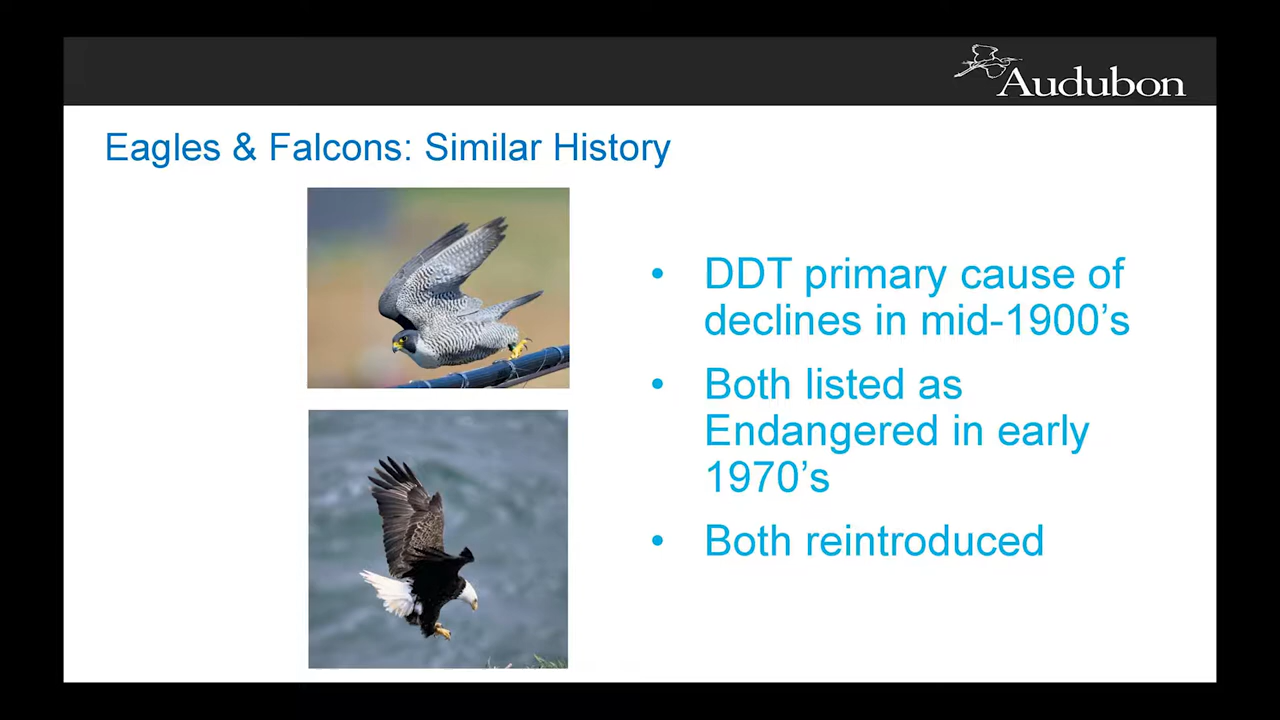 Audubon
Eagles & Falcons: Similar History
• DDT primary cause of
declines in mid-1900’s
• Both listed as
Endangered in early
1970’s
• Both reintroduced